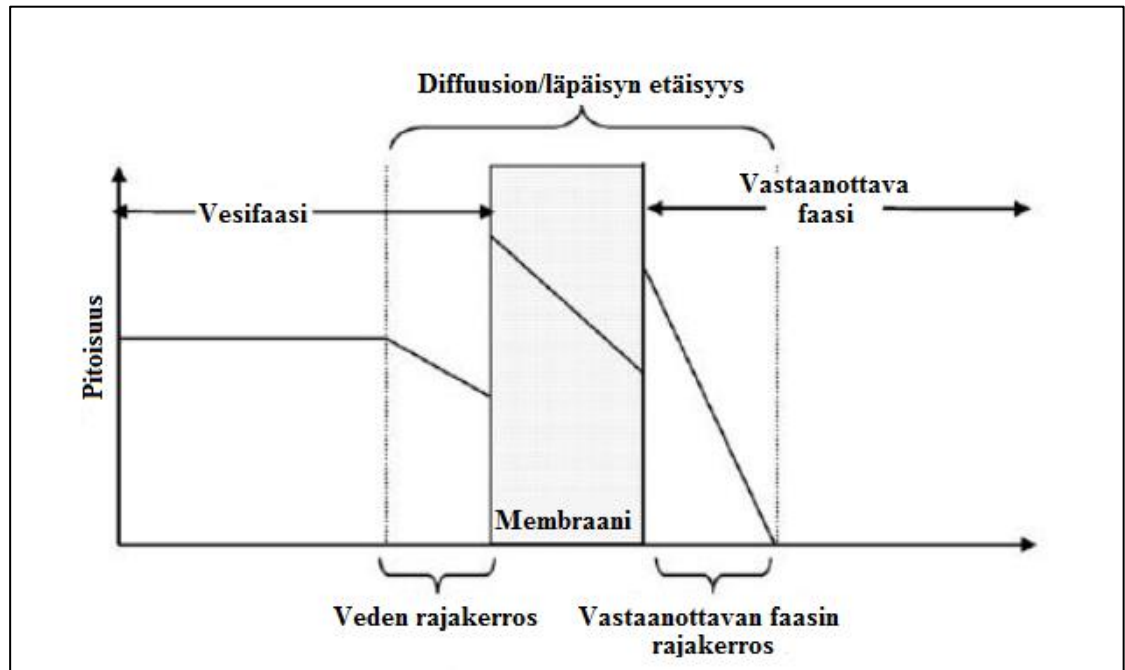 Diffuusion/läpäisyn etäisyys
Vesifaasi
Vastaanottava
faasi
Pitoisuus
Membraani
Veden rajakerros
Vastaanottavan faasin
rajakerros